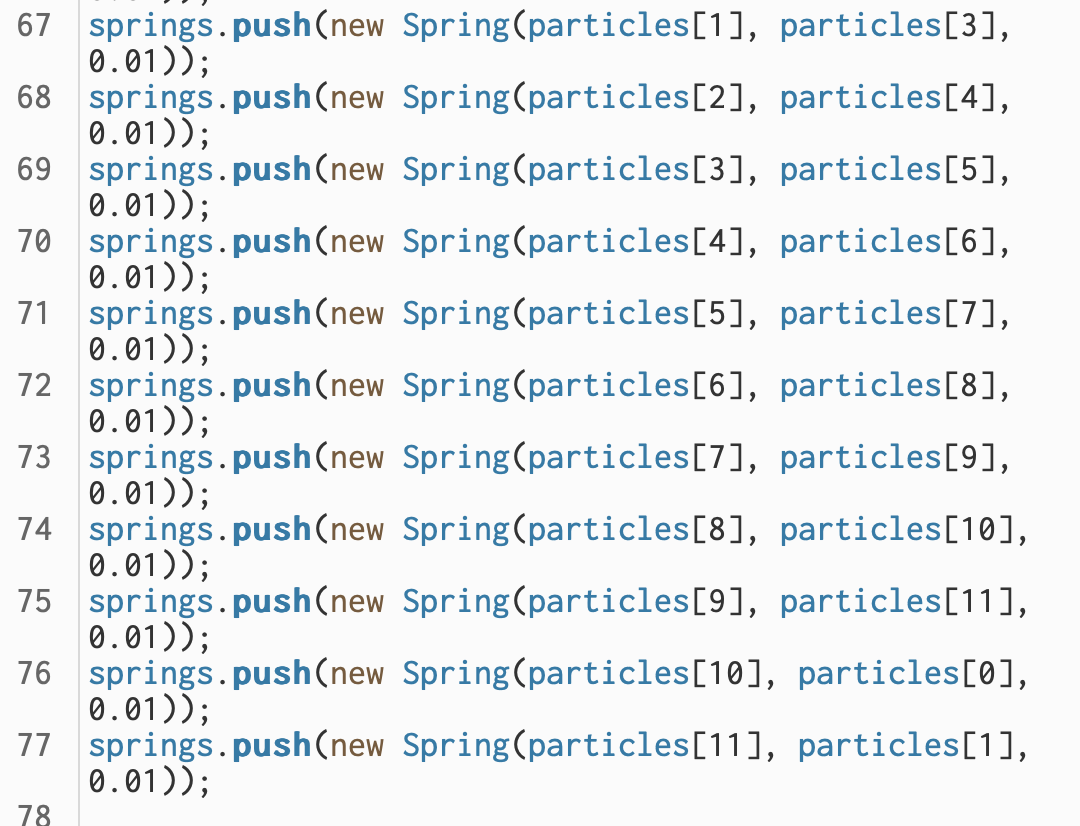 67 springs.push(new Spring(particles[1], particles[3],
0.01));
68 springs.push(new Spring(particles[2], particles[4],
0.01));
69 springs.push(new Spring(particles[3], particles[5],
0.01));
70 springs.push(new Spring(particles[4], particles[6],
0.01));
71 springs.push(new Spring(particles[5], particles[7],
0.01));
72 springs.push(new Spring(particles[6], particles[8],
0.01));
73 springs.push(new Spring(particles[7], particles[9],
0.01));
74 springs.push(new Spring(particles[8], particles[10],
0.01));
75 springs.push(new Spring(particles[9], particles[11],
0.01));
76 springs.push(new Spring(particles[10], particles[0],
0.01));
77 springs.push(new Spring(particles[11], particles[1],
0.01));
78